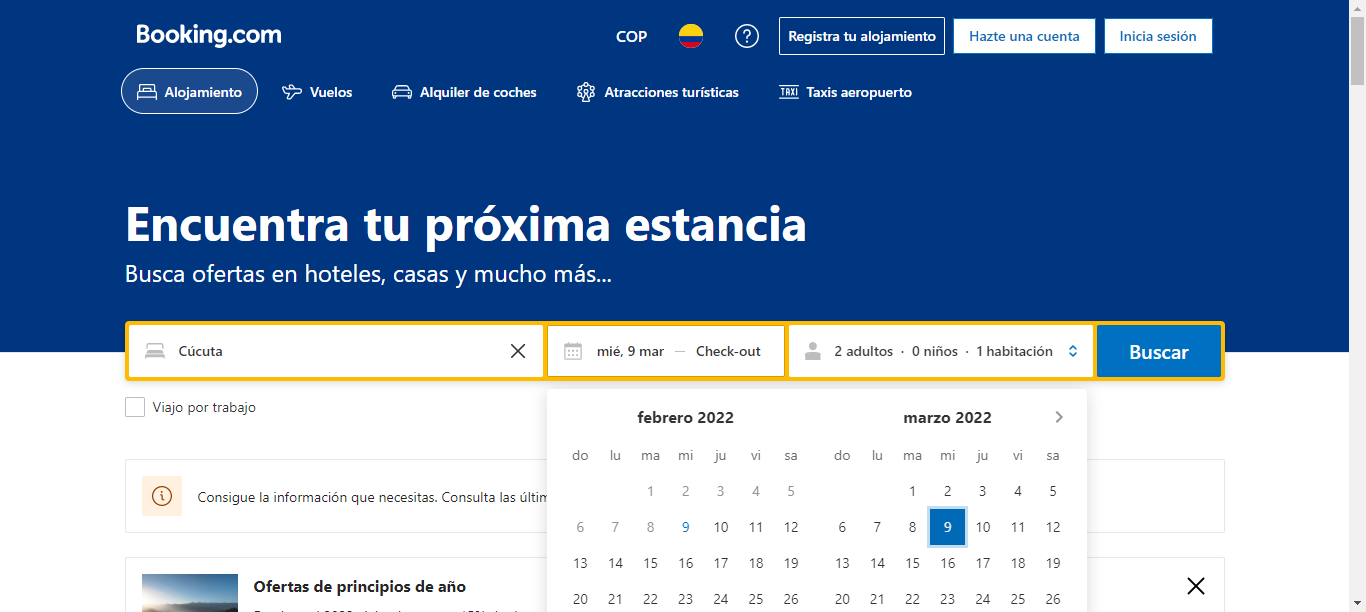 Booking.com
COP
?
Registra tu alojamiento
Hazte una cuenta
Inicia sesión
Alojamiento
Vuelos
Alquiler de coches
Atracciones turísticas
TAXI Taxis aeropuerto
Encuentra tu próxima estancia
Busca ofertas en hoteles, casas y mucho más...
Cúcuta
mié, 9 mar — Check-out
2 adultos · 0 niños · 1 habitación
Buscar
Viajo por trabajo
febrero 2022
do lu ma mi ju vi sa
1 2 3 4 5
6 7 8 9 10 11 12
13 14 15 16 17 18 19
20 21 22 23 24 25 26
marzo 2022
do lu ma mi ju vi sa
1 2 3 4 5
6 7 8 9 10 11 12
13 14 15 16 17 18 19
20 21 22 23 24 25 26
Consigue la información que necesitas. Consulta las
Ofertas de principios de año